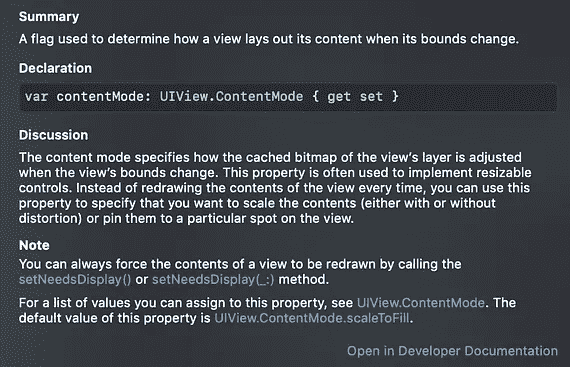 Summary
A flag used to determine how a view lays out its content when its bounds change.
Declaration
var contentMode: UIView.ContentMode { get set }
Discussion
The content mode specifies how the cached bitmap of the view's layer is adjusted
when the view's bounds change. This property is often used to implement resizable
controls. Instead of redrawing the contents of the view every time, you can use this
property to specify that you want to scale the contents (either with or without
distortion) or pin them to a particular spot on the view.
Note
You can always force the contents of a view to be redrawn by calling the
setNeedsDisplay() or setNeedsDisplay(_:) method.
For a list of values you can assign to this property, see UIView.ContentMode. The
default value of this property is UIView.ContentMode.scaleToFill.
Open in Developer Documentation